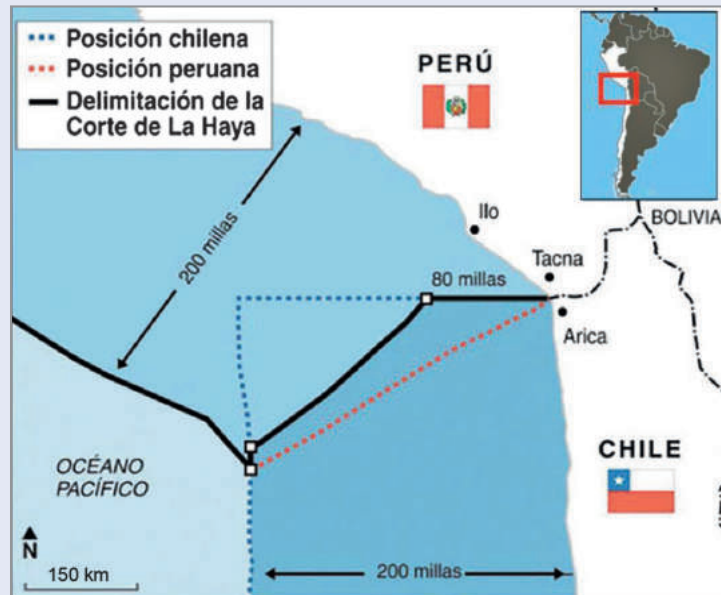 Posición chilena
Posición peruana
Delimitación de la
Corte de La Haya
PERÚ
200 millas
Ilo
BOLIVIA
Tacna
80 millas
Arica
OCÉANO
PACÍFICO
CHILE
N
150 km
200 millas